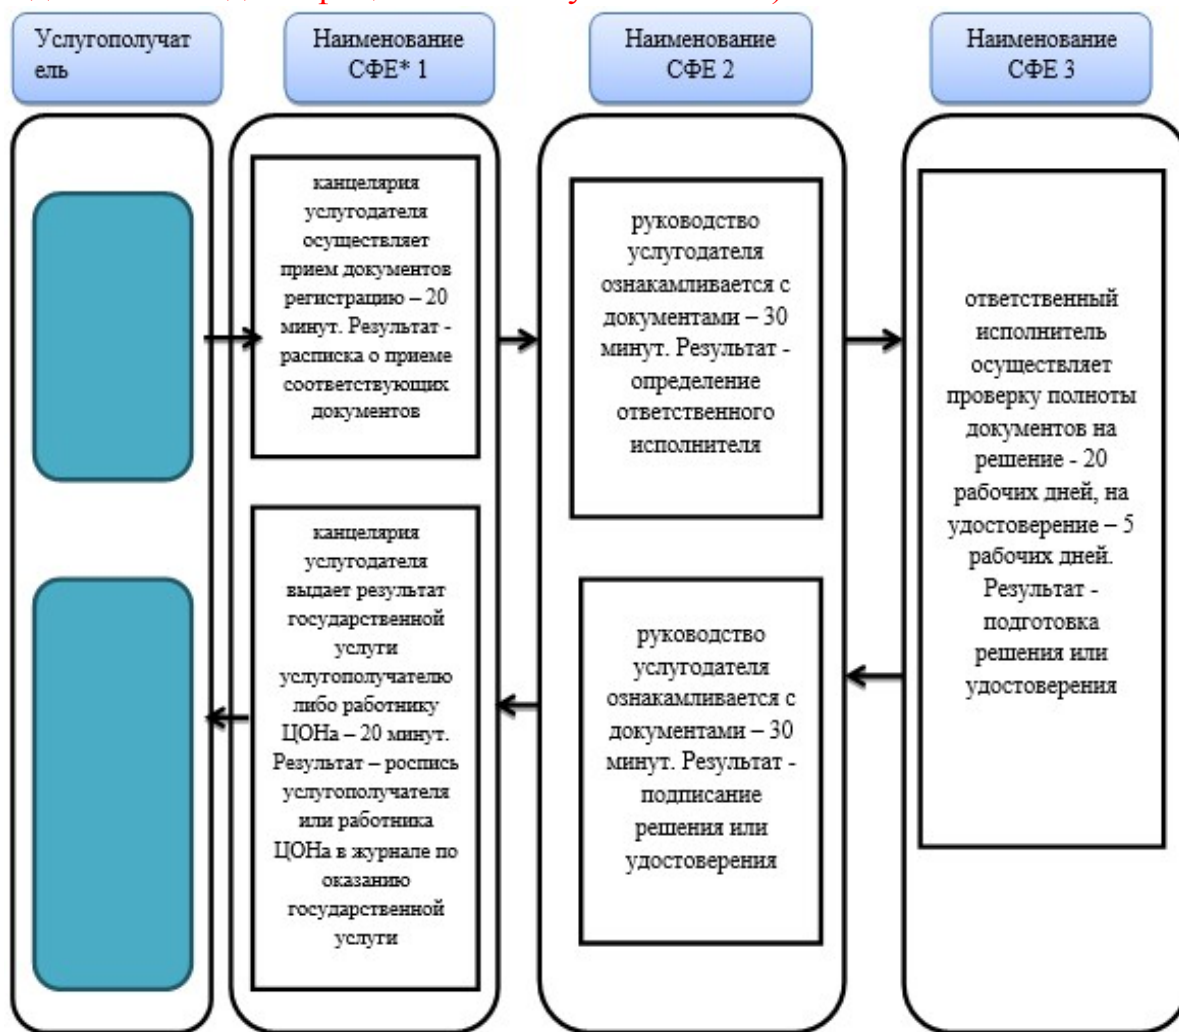 Услугополучат
ель
Наименование
СФЕ* 1
Наименование
СФЕ 2
Наименование
СФЕ 3
канцелярия
услугодателя
осуществляет
прием документов
регистрацию – 20
минут. Результат -
расписка о приеме
соответствующих
документов
руководство
услугодателя
ознакамливается с
документами – 30
минут. Результат -
определение
ответственного
исполнителя
ответственный
исполнитель
осуществляет
проверку полноты
документов на
решение - 20
рабочих дней, на
удостоверение – 5
рабочих дней.
Результат -
подготовка
решения или
удостоверения
канцелярия
услугодателя
выдает результат
государственной
услуги
услугополучателю
либо работнику
ЦОНа – 20 минут.
Результат – роспись
услугополучателя
или работника
ЦОНа в журнале по
оказанию
государственной
услуги
руководство
услугодателя
ознакамливается с
документами – 30
минут. Результат -
подписание
решения или
удостоверения